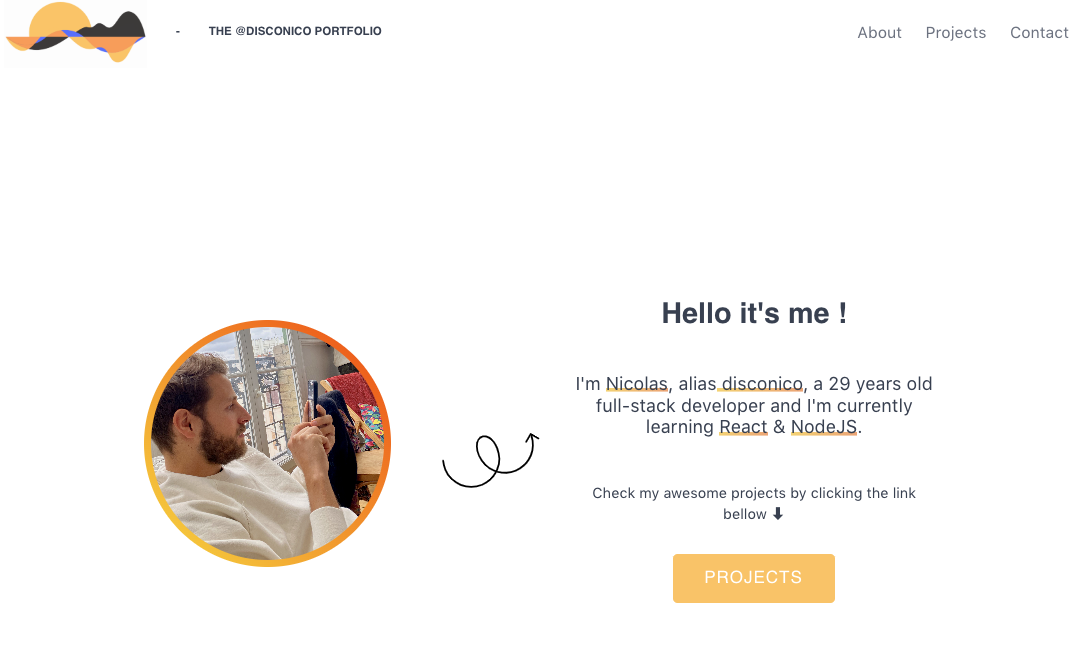 - THE @DISCONICO PORTFOLIO
About Projects Contact
Hello it's me !
I'm Nicolas, alias disconico, a 29 years old
full-stack developer and I'm currently
learning React & NodeJS.
Check my awesome projects by clicking the link
bellow ⬇
PROJECTS